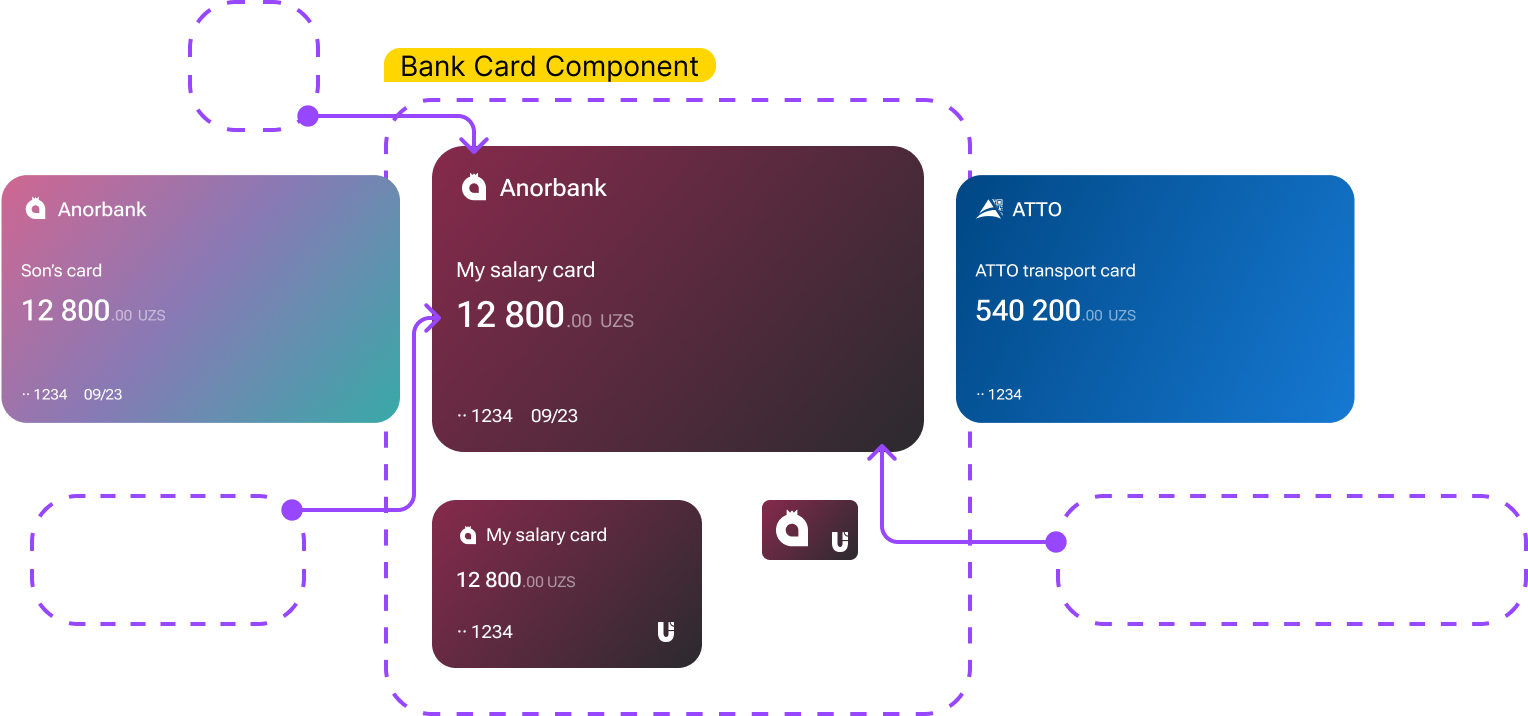 Bank Card Component
Anorbank
Son's card
12 800.00 UZS
·· 1234 09/23
Anorbank
My salary card
12 800.00 UZS
·· 1234 09/23
ATTO
ATTO transport card
540 200.00 UZS
·· 1234
My salary card
12 800.00 UZS
·· 1234